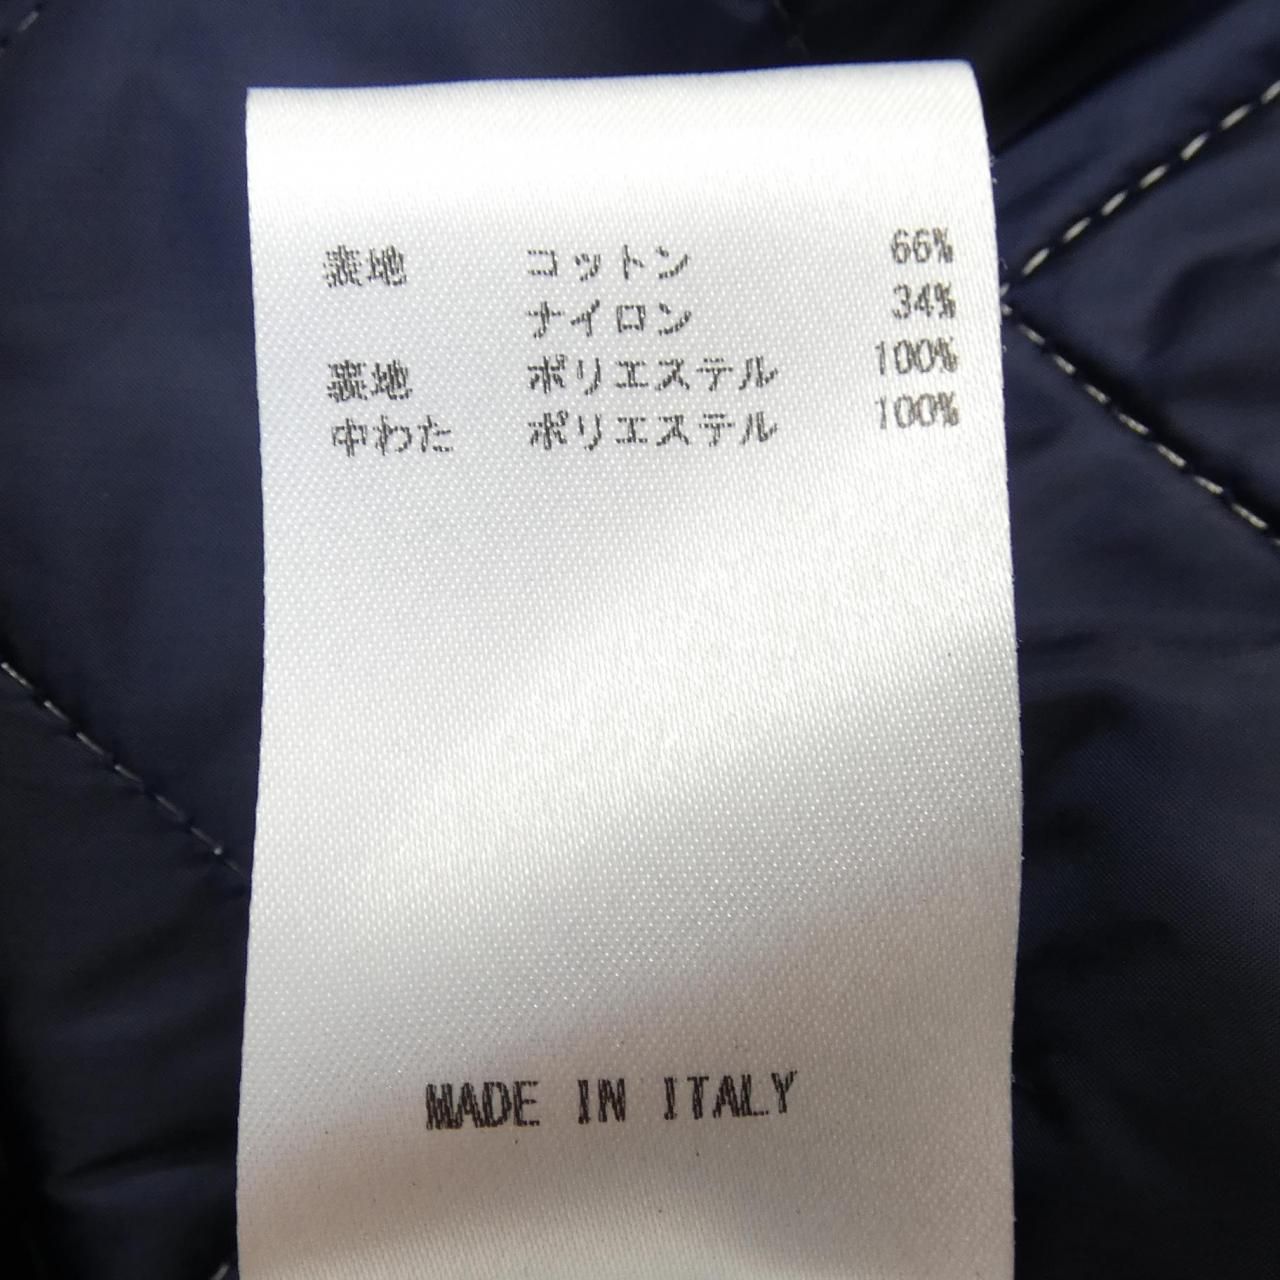 表地 コットン 66%
ナイロン 34%
裏地 ポリエステル 100%
中わた ポリエステル 100%
MADE IN ITALY